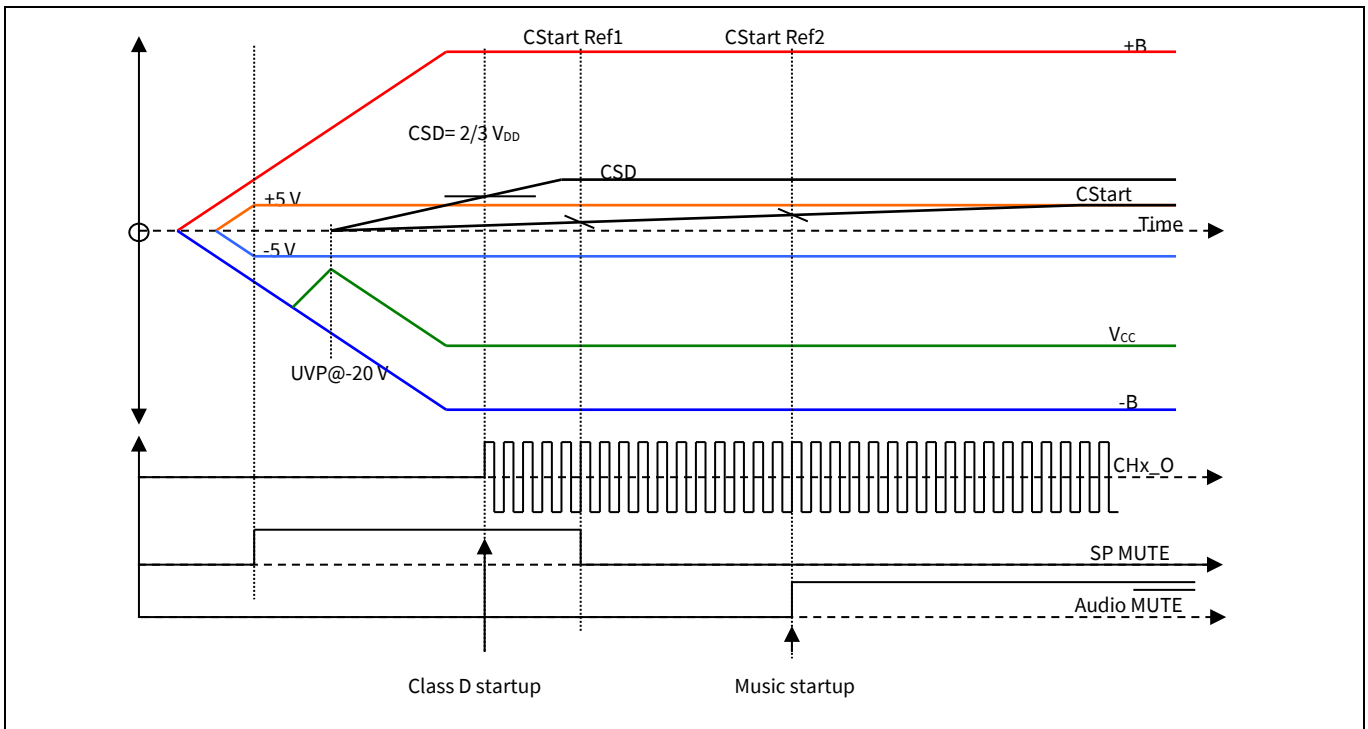 CStart Ref1
CStart Ref2
+B
CSD= 2/3 VDD
CSD
+5 V
CStart
Time
-5 V
VCC
UVP@-20 V
-B
CHx_O
SP MUTE
Audio MUTE
Class D startup
Music startup